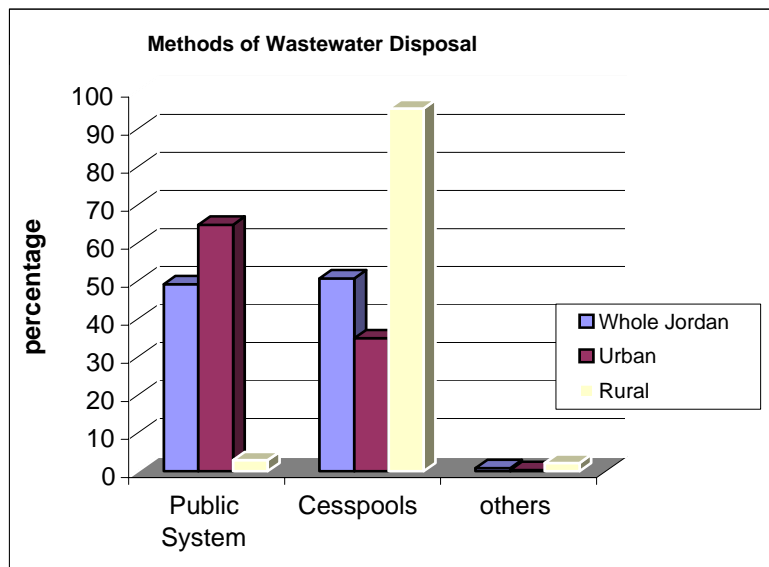 Methods of Wastewater Disposal
percentage
100
90
80
70
60
50
40
30
20
10
0
Public
System
Cesspools
others
Whole Jordan
Urban
Rural